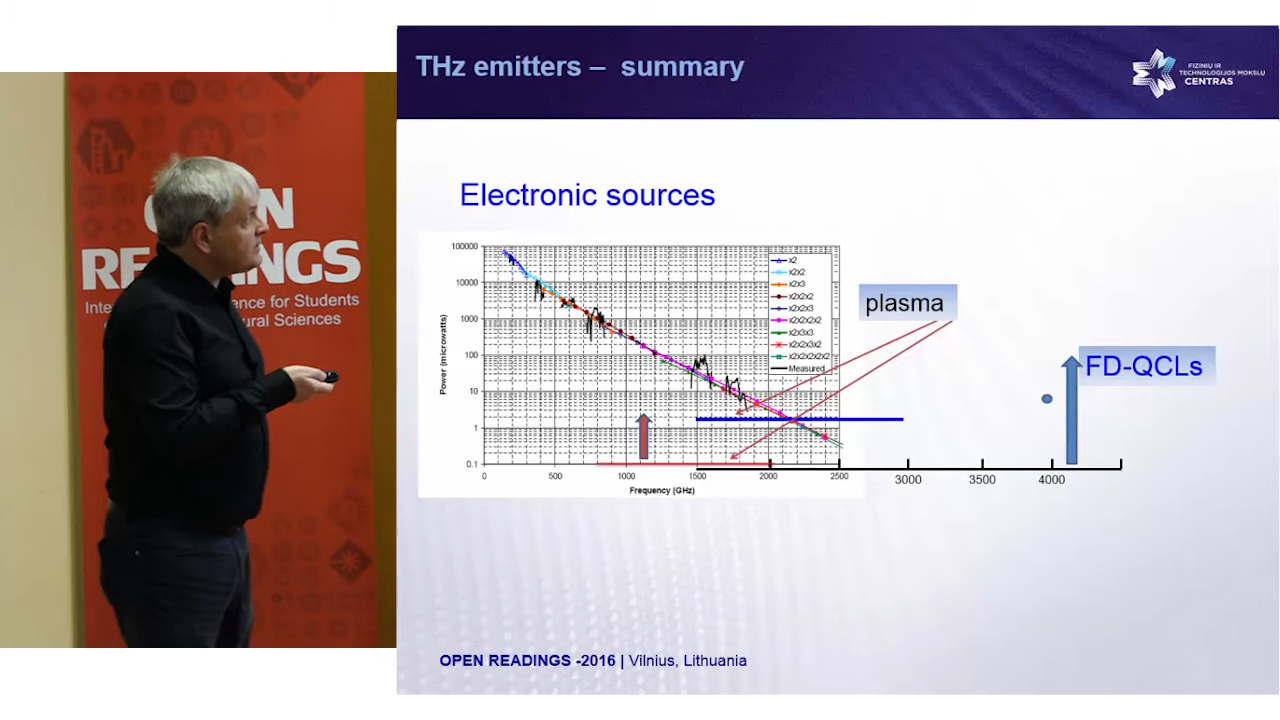 THz emitters – summary
FIZINIŲ IR
TECHNOLOGIJOS MOKSLŲ
CENTRAS
Electronic sources
100000
10000
1000
100
10
1
0.1
Power (microwatts)
x2
x2x2
x2x3
x2x2x2
x2x2x3
x2x2x2x2
x2x3x3
x2x2x3x2
x2x2x2x2x2
Measured
plasma
FD-QCLs
0
500
1000
1500
2000
2500
3000
3500
4000
Frequency (GHz)
OPEN READINGS -2016 | Vilnius, Lithuania
N
RE
NGS
Inte
ence for Students
ural Sciences